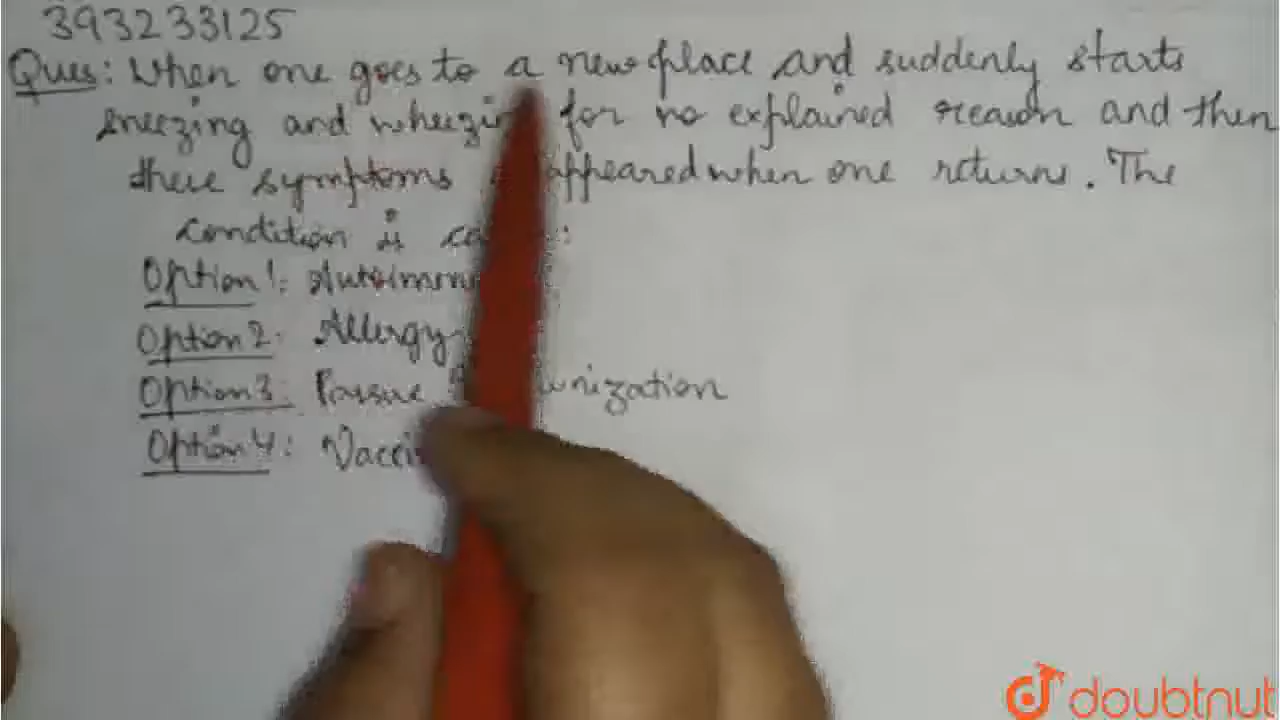 393233125
Ques: When one goes to a new place and suddenly starts
sneezing and for no explained reason and then
these symptoms when one returns. The
condition is
Option 1:
Option 2: Allergy
Option 3: Passive
Option 4:
doubtnut